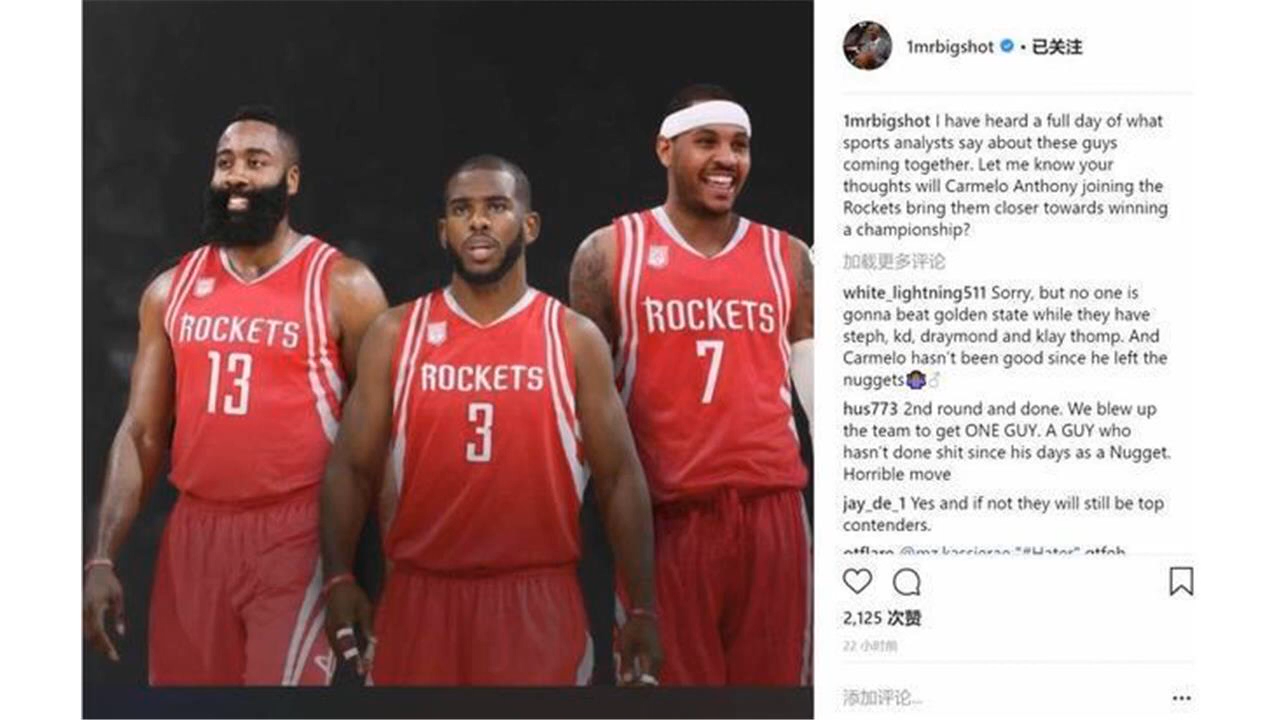 ROCKETS
13
ROCKETS
3
ROCKETS
7
1mrbigshot • 已关注
1mrbigshot I have heard a full day of what
sports analysts say about these guys
coming together. Let me know your
thoughts will Carmelo Anthony joining the
Rockets bring them closer towards winning
a championship?
加载更多评论
white_lightning511 Sorry, but no one is
gonna beat golden state while they have
steph, kd, draymond and klay thomp. And
Carmelo hasn't been good since he left the
nuggets🤷🏾‍♂
hus773 2nd round and done. We blew up
the team to get ONE GUY. A GUY who
hasn't done shit since his days as a Nugget.
Horrible move
jay_de_1 Yes and if not they will still be top
contenders.
2,125 次赞
22 小时前
添加评论...